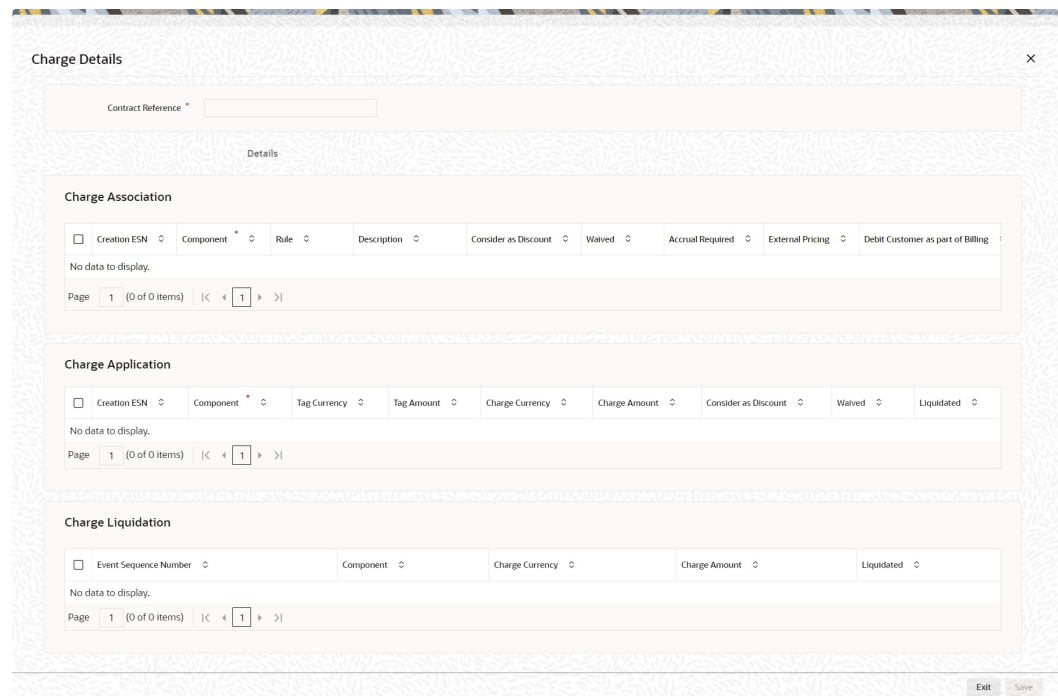 Charge Details
Contract Reference *
Details
Charge Association
Creation ESN Component * Rule Description Consider as Discount Waived Accrual Required External Pricing Debit Customer as part of Billing
No data to display.
Page 1 (0 of 0 items) 1
Charge Application
Creation ESN Component * Tag Currency Tag Amount Charge Currency Charge Amount Consider as Discount Waived Liquidated
No data to display.
Page 1 (0 of 0 items) 1
Charge Liquidation
Event Sequence Number Component Charge Currency Charge Amount Liquidated
No data to display.
Page 1 (0 of 0 items) 1
Exit Save